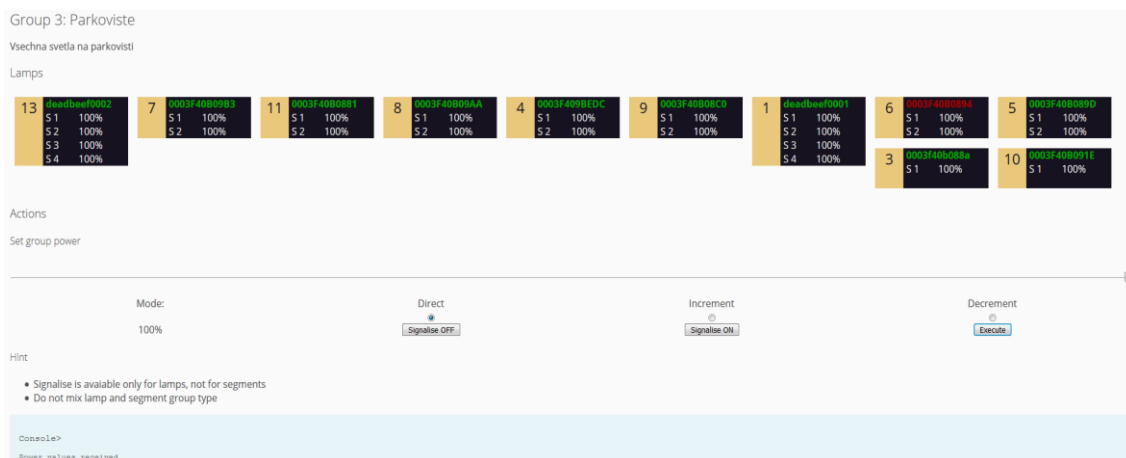 Group 3: Parkoviste
Vsechna svetla na parkovisti
Lamps
13 deadbeef0002
S 1 100%
S 2 100%
S 3 100%
S 4 100%
7 0003F40B09B3
S 1 100%
S 2 100%
11 0003F40B0881
S 1 100%
S 2 100%
8 0003F40B09AA
S 1 100%
S 2 100%
4 0003F409BEDC
S 1 100%
S 2 100%
9 0003F40B08C0
S 1 100%
S 2 100%
1 deadbeef0001
S 1 100%
S 2 100%
S 3 100%
S 4 100%
6 0003F40B0894
S 1 100%
S 2 100%
5 0003F40B089D
S 1 100%
S 2 100%
3 0003f40b088a
S 1 100%
10 0003F40B091E
S 1 100%
Actions
Set group power
Mode: Direct Increment Decrement
100% Signalise OFF Signalise ON Execute
Hint
Signalise is avaiable only for lamps, not for segments
Do not mix lamp and segment group type
Console>
Power values received